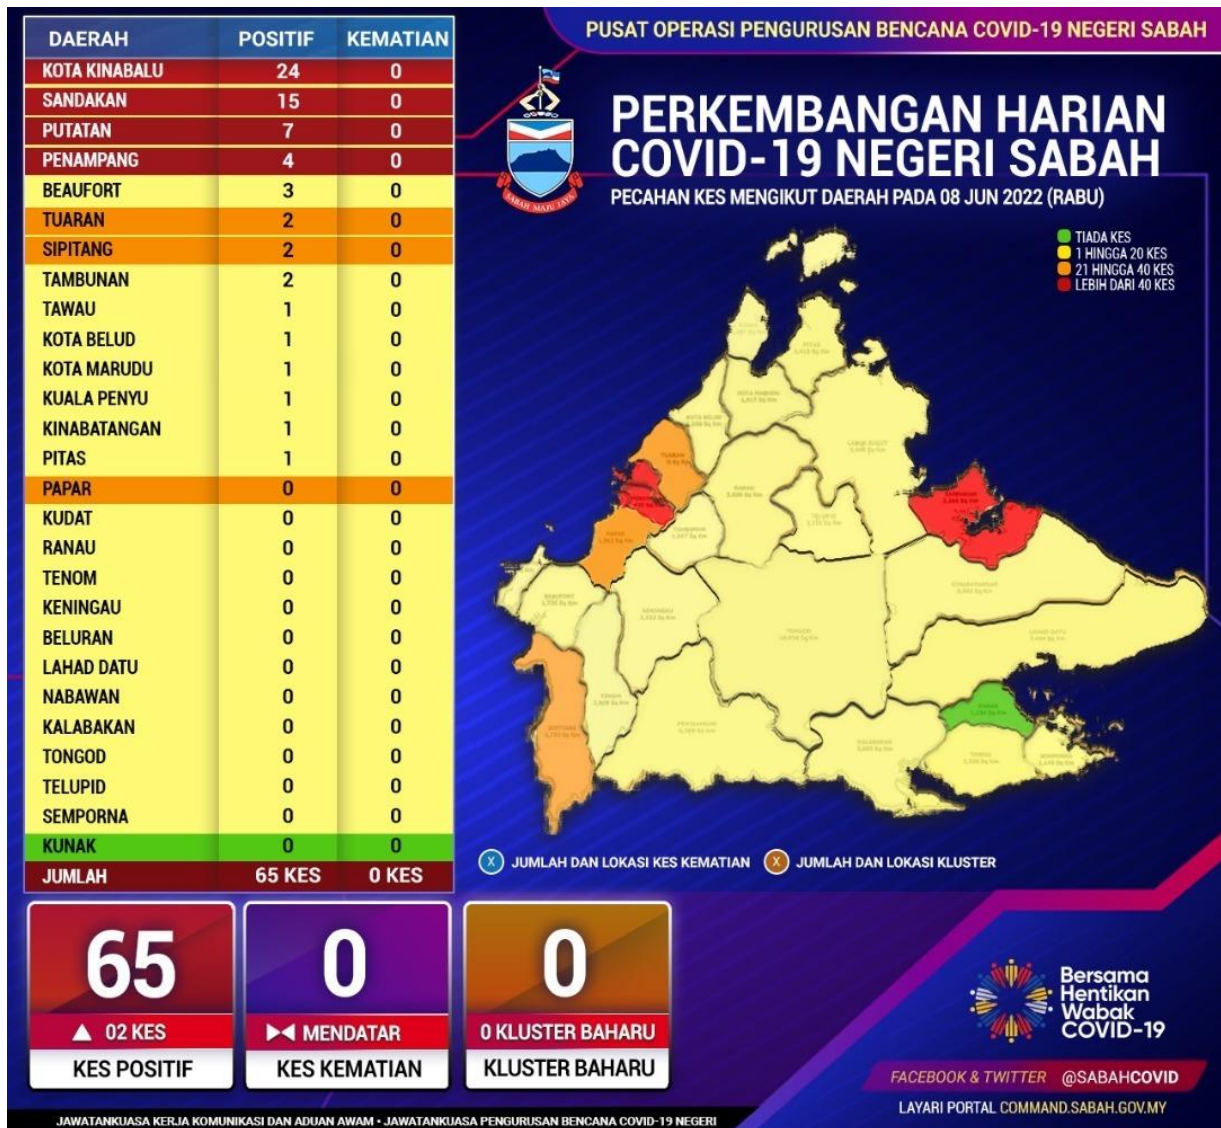 PUSAT OPERASI PENGURUSAN BENCANA COVID-19 NEGERI SABAH
PERKEMBANGAN HARIAN
COVID-19 NEGERI SABAH
PECAHAN KES MENGIKUT DAERAH PADA 08 JUN 2022 (RABU)
SABAH MAJU JAYA
DAERAH POSITIF KEMATIAN
KOTA KINABALU 24 0
SANDAKAN 15 0
PUTATAN 7 0
PENAMPANG 4 0
BEAUFORT 3 0
TUARAN 2 0
SIPITANG 2 0
TAMBUNAN 2 0
TAWAU 1 0
KOTA BELUD 1 0
KOTA MARUDU 1 0
KUALA PENYU 1 0
KINABATANGAN 1 0
PITAS 1 0
PAPAR 0 0
KUDAT 0 0
RANAU 0 0
TENOM 0 0
KENINGAU 0 0
BELURAN 0 0
LAHAD DATU 0 0
NABAWAN 0 0
KALABAKAN 0 0
TONGOD 0 0
TELUPID 0 0
SEMPORNA 0 0
KUNAK 0 0
JUMLAH 65 KES 0 KES
TIADA KES
1 HINGGA 20 KES
21 HINGGA 40 KES
LEBIH DARI 40 KES
X JUMLAH DAN LOKASI KES KEMATIAN
X JUMLAH DAN LOKASI KLUSTER
65
02 KES
KES POSITIF
0
MENDATAR
KES KEMATIAN
0
0 KLUSTER BAHARU
KLUSTER BAHARU
Bersama
Hentikan
Wabak
COVID-19
FACEBOOK & TWITTER @SABAHCOVID
LAYARI PORTAL COMMAND.SABAH.GOV.MY
JAWATANKUASA KERJA KOMUNIKASI DAN ADUAN AWAM • JAWATANKUASA PENGURUSAN BENCANA COVID-19 NEGERI